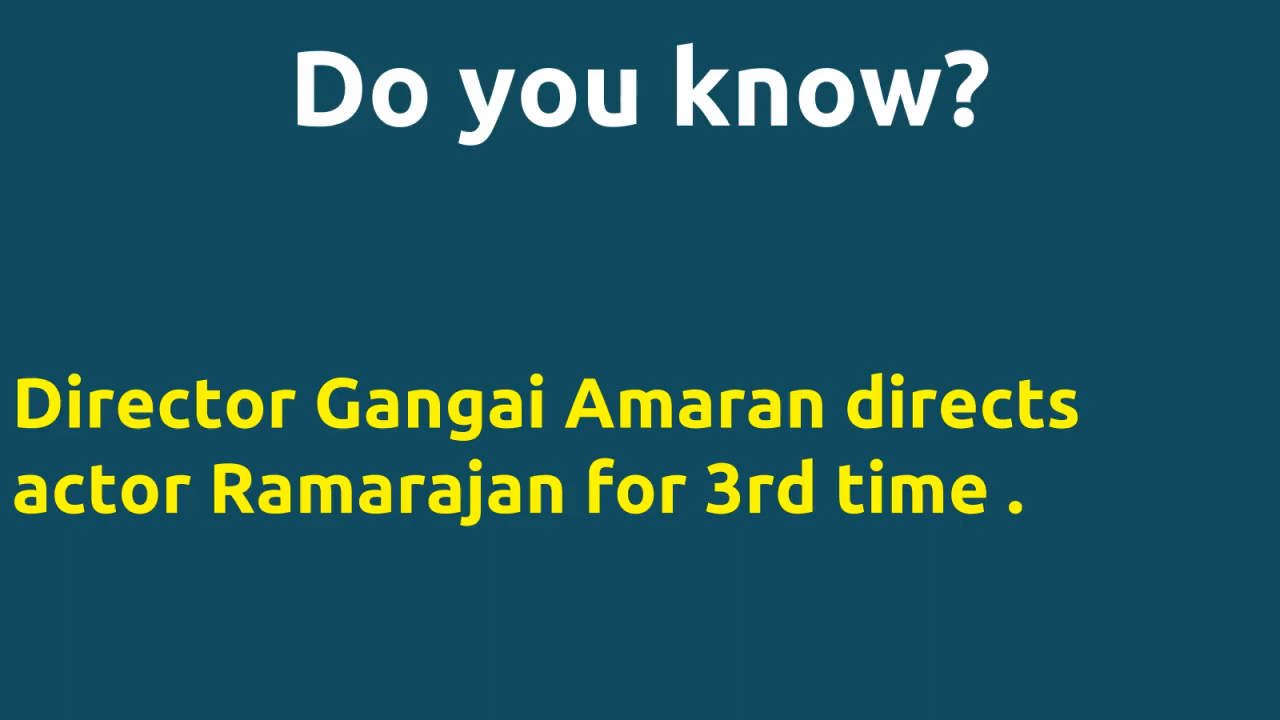 Do you know?
Director Gangai Amaran directs
actor Ramarajan for 3rd time .